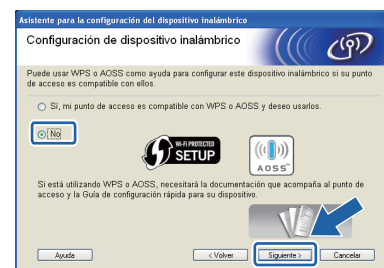 Asistente para la configuración del dispositivo inalámbrico
Configuración de dispositivo inalámbrico
Puede usar WPS o AOSS como ayuda para configurar este dispositivo inalámbrico si su punto
de acceso es compatible con ellos.
Sí, mi punto de acceso es compatible con WPS o AOSS y deseo usarlos.
No
WI-FI PROTECTED
SETUP
AOSS™
Si está utilizando WPS o AOSS, necesitará la documentación que acompaña al punto de
acceso y la Guía de configuración rápida para su dispositivo.
Ayuda
< Volver
Siguiente >
Cancelar